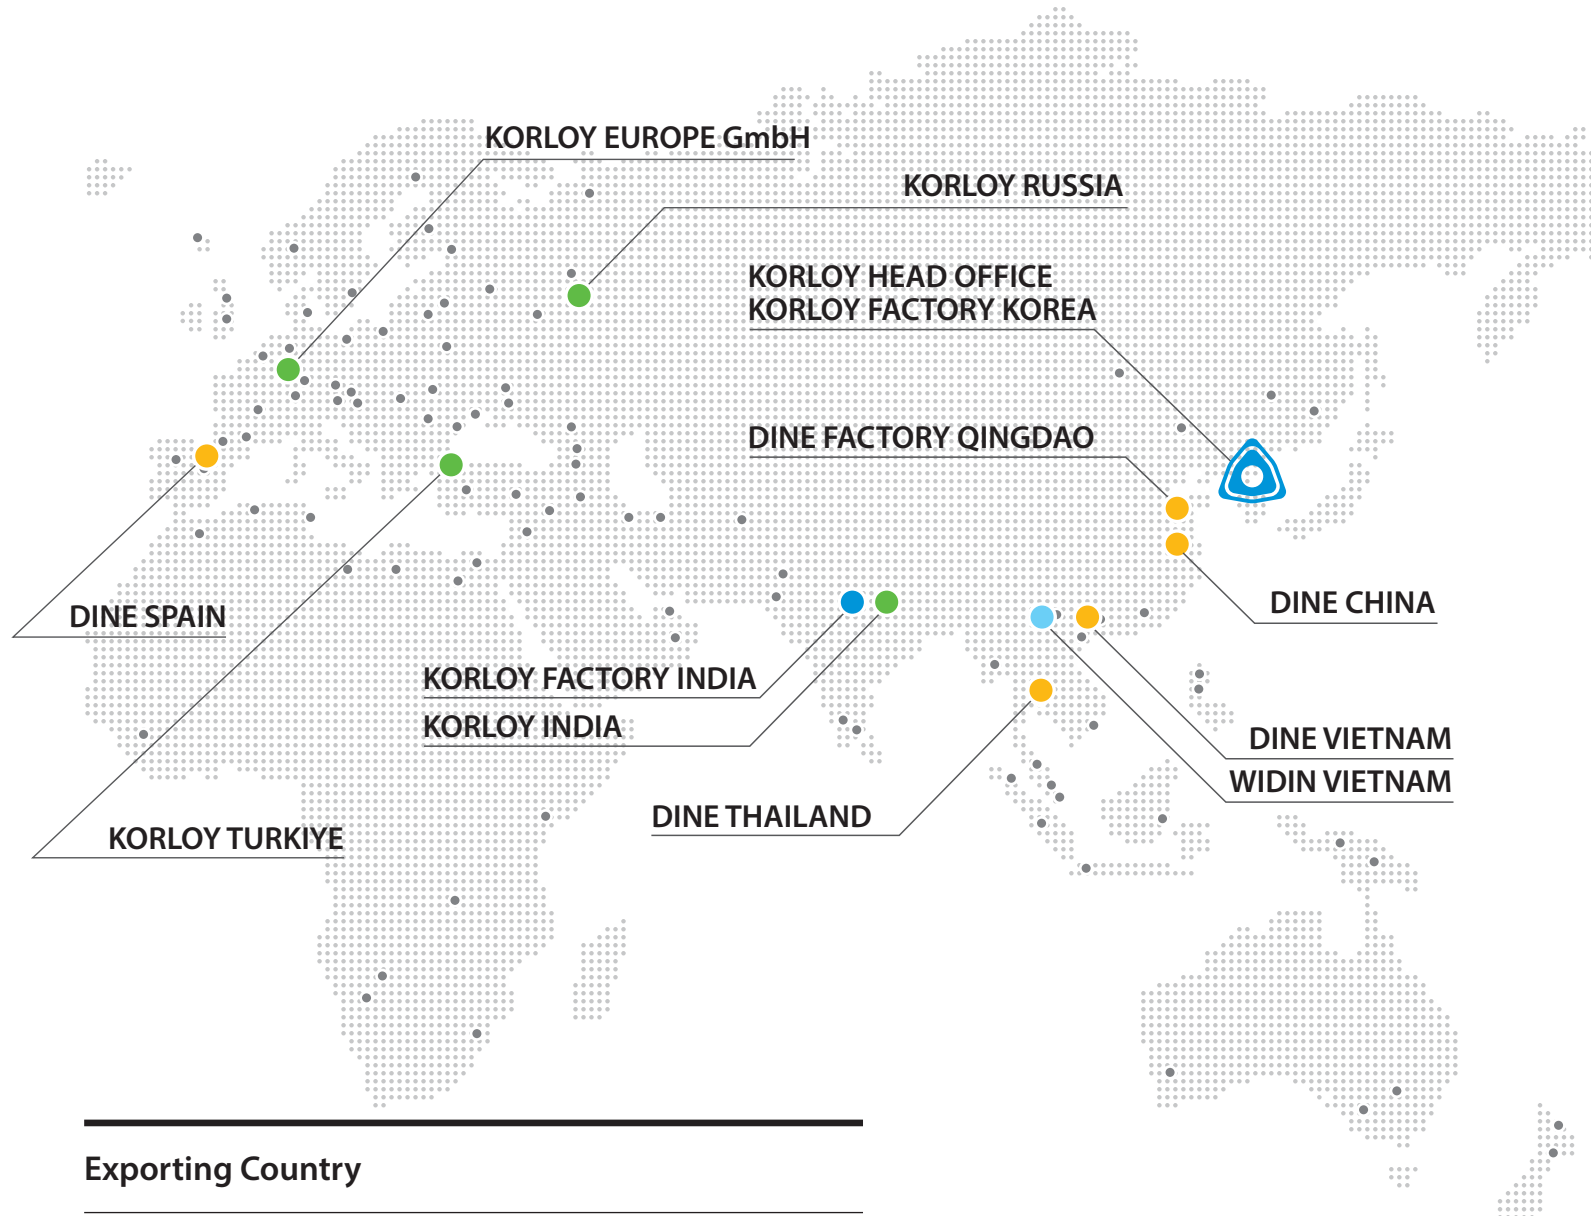 KORLOY EUROPE GmbH
KORLOY RUSSIA
KORLOY HEAD OFFICE
KORLOY FACTORY KOREA
DINE FACTORY QINGDAO
DINE SPAIN
DINE CHINA
KORLOY FACTORY INDIA
KORLOY INDIA
DINE VIETNAM
WIDIN VIETNAM
DINE THAILAND
KORLOY TURKIYE
Exporting Country